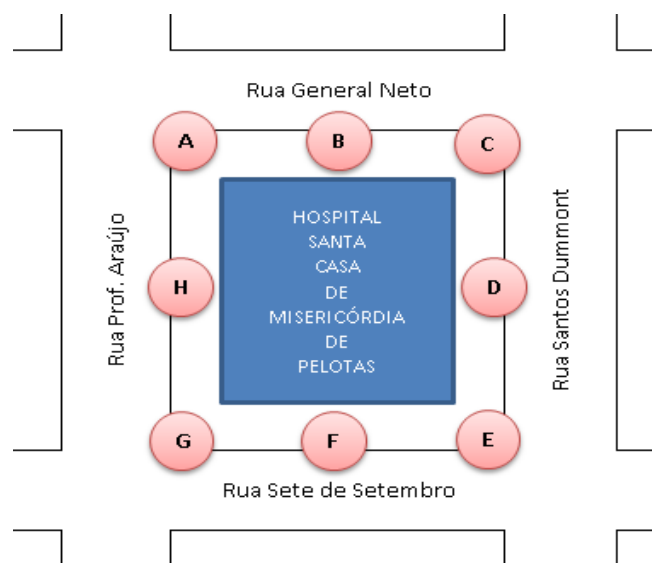 Rua General Neto
A
B
C
HOSPITAL
SANTA
CASA
DE
MISERICÓRDIA
DE
PELOTAS
Rua Prof. Araújo
H
D
Rua Santos Dummont
G
F
E
Rua Sete de Setembro